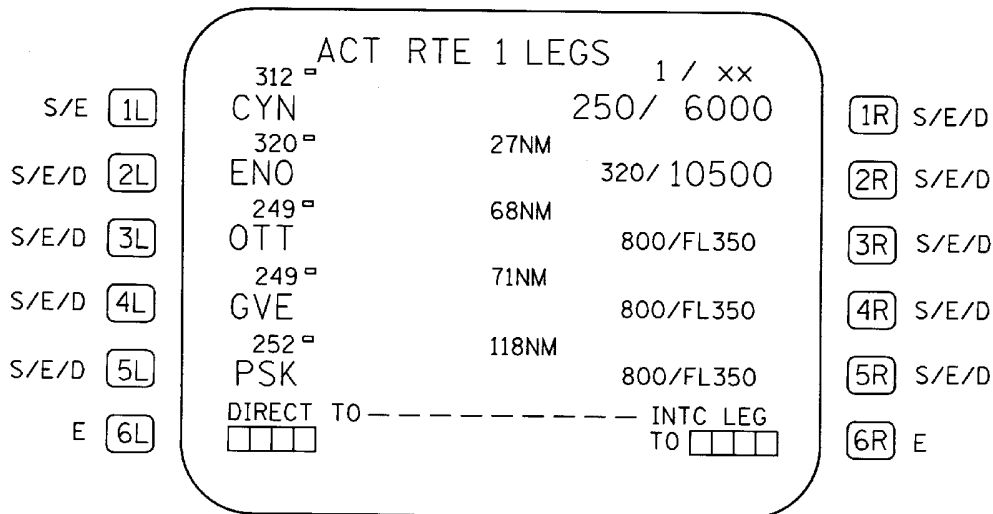 ACT RTE 1 LEGS
312° 1 / xx
S/E 1L CYN 250/ 6000 1R S/E/D
320° 27NM
S/E/D 2L ENO 320/ 10500 2R S/E/D
249° 68NM
S/E/D 3L OTT 800/FL350 3R S/E/D
249° 71NM
S/E/D 4L GVE 800/FL350 4R S/E/D
252° 118NM
S/E/D 5L PSK 800/FL350 5R S/E/D
DIRECT TO – – – – – – – – – – – – INTC LEG
E 6L TO 6R E